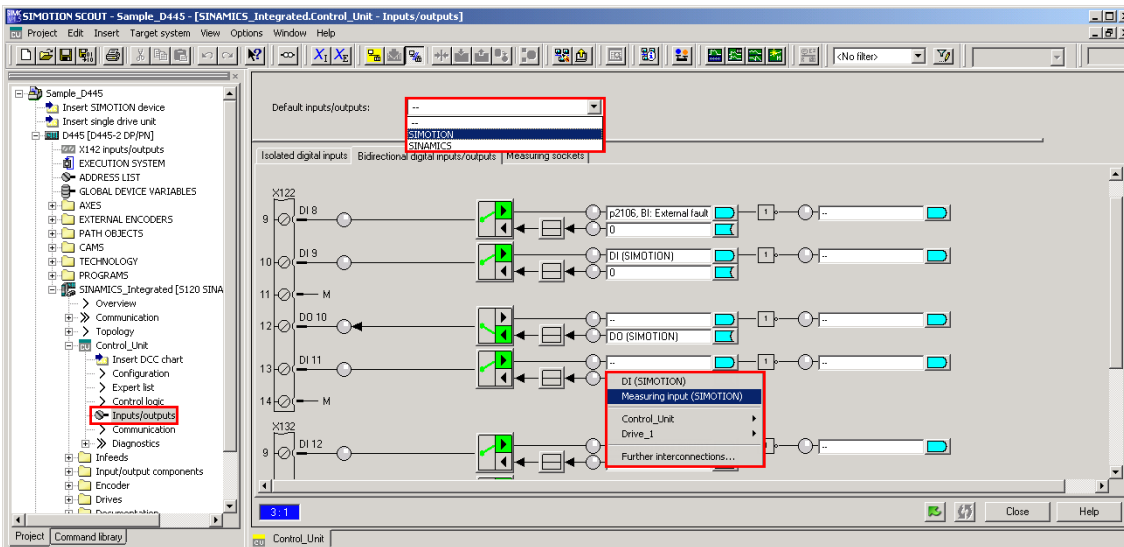 SIMOTION SCOUT - Sample_D445 - [SINAMICS_Integrated.Control_Unit - Inputs/outputs]
Project Edit Insert Target system View Options Window Help
<No filter>
Sample_D445
Insert SIMOTION device
Insert single drive unit
D445 [D445-2 DP/PN]
X142 inputs/outputs
EXECUTION SYSTEM
ADDRESS LIST
GLOBAL DEVICE VARIABLES
AXES
EXTERNAL ENCODERS
PATH OBJECTS
CAMS
TECHNOLOGY
PROGRAMS
SINAMICS_Integrated [S120 SINA
Overview
Communication
Topology
Control_Unit
Insert DCC chart
Configuration
Expert list
Control logic
Inputs/outputs
Communication
Diagnostics
Infeeds
Input/output components
Encoder
Drives
Documentation
Project Command library
Default inputs/outputs: --
--
SIMOTION
SINAMICS
Isolated digital inputs Bidirectional digital inputs/outputs Measuring sockets
X122
9 DI 8 p2106, BI: External fault 1 --
0
10 DI 9 DI (SIMOTION) 1 --
0
11 M
12 DO 10 -- 1 --
DO (SIMOTION)
13 DI 11 -- 1 --
14 M
DI (SIMOTION)
Measuring input (SIMOTION)
Control_Unit
Drive_1
Further interconnections...
X132
9 DI 12 --
3:1
Close Help
Control_Unit